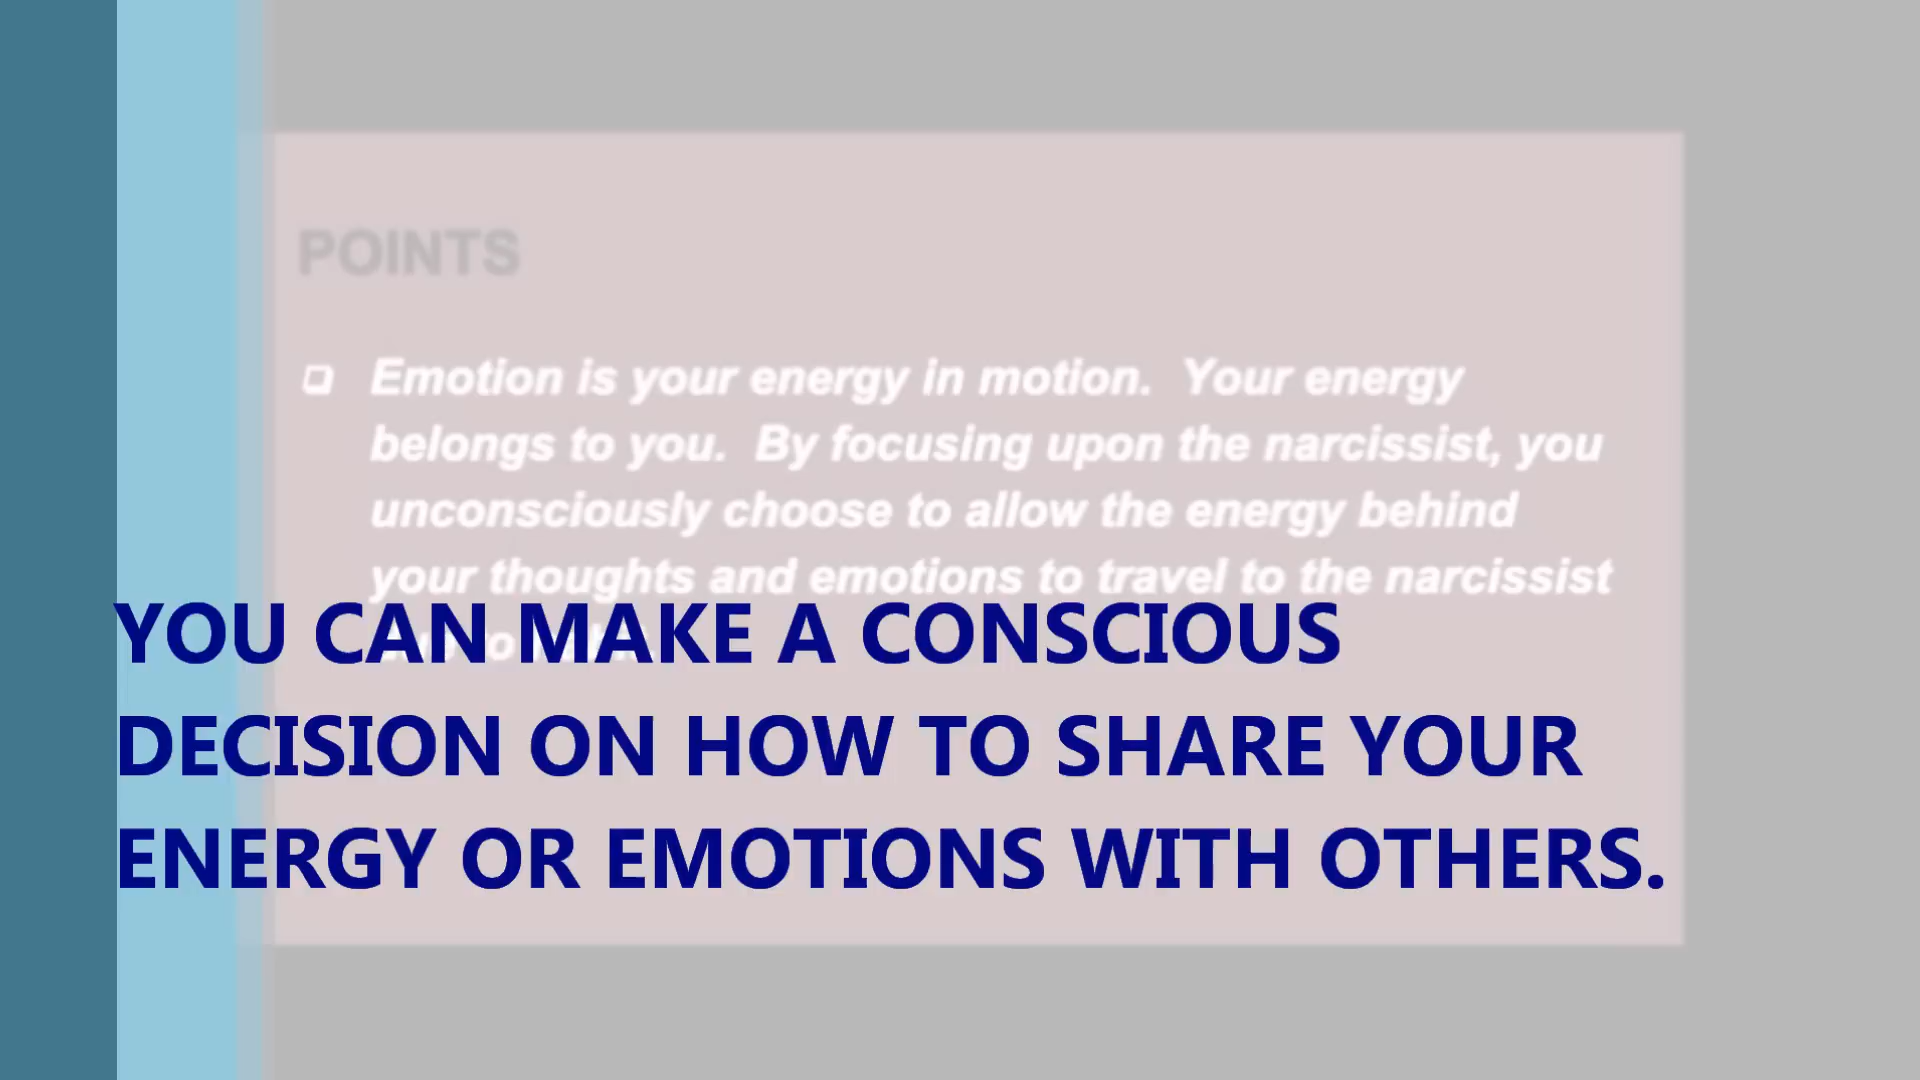 POINTS
Emotion is your energy in motion. Your energy
belongs to you. By focusing upon the narcissist, you
unconsciously choose to allow the energy behind
your thoughts and emotions to travel to the narcissist
YOU CAN MAKE A CONSCIOUS
DECISION ON HOW TO SHARE YOUR
ENERGY OR EMOTIONS WITH OTHERS.